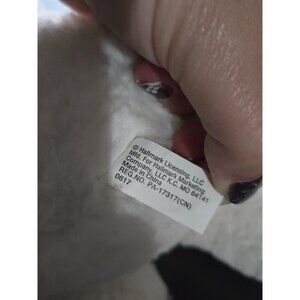 © Hallmark Licensing, LLC
Mfd. For Hallmark Marketing
Company, LLC K.C. MO 64141
Made in China
REG. NO. PA-17317(CN)
0617